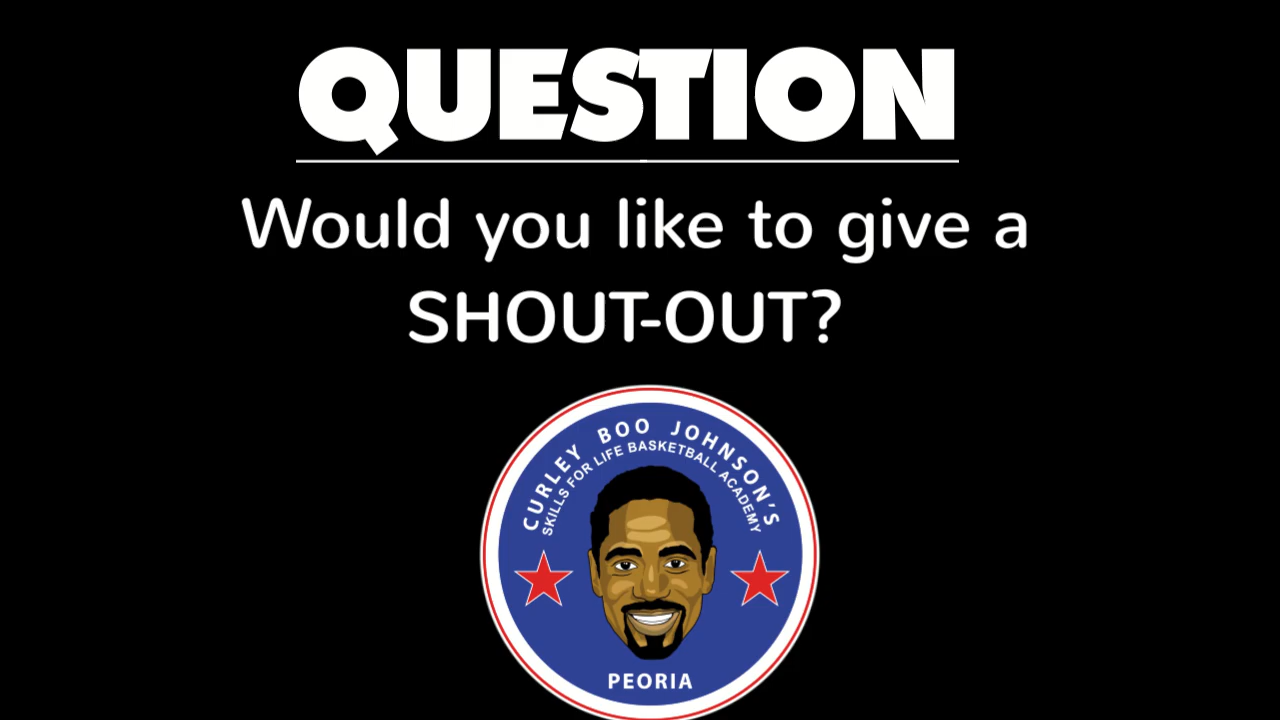 QUESTION
Would you like to give a
SHOUT-OUT?
CURLEY BOO JOHNSON'S
SKILLS FOR LIFE BASKETBALL ACADEMY
PEORIA